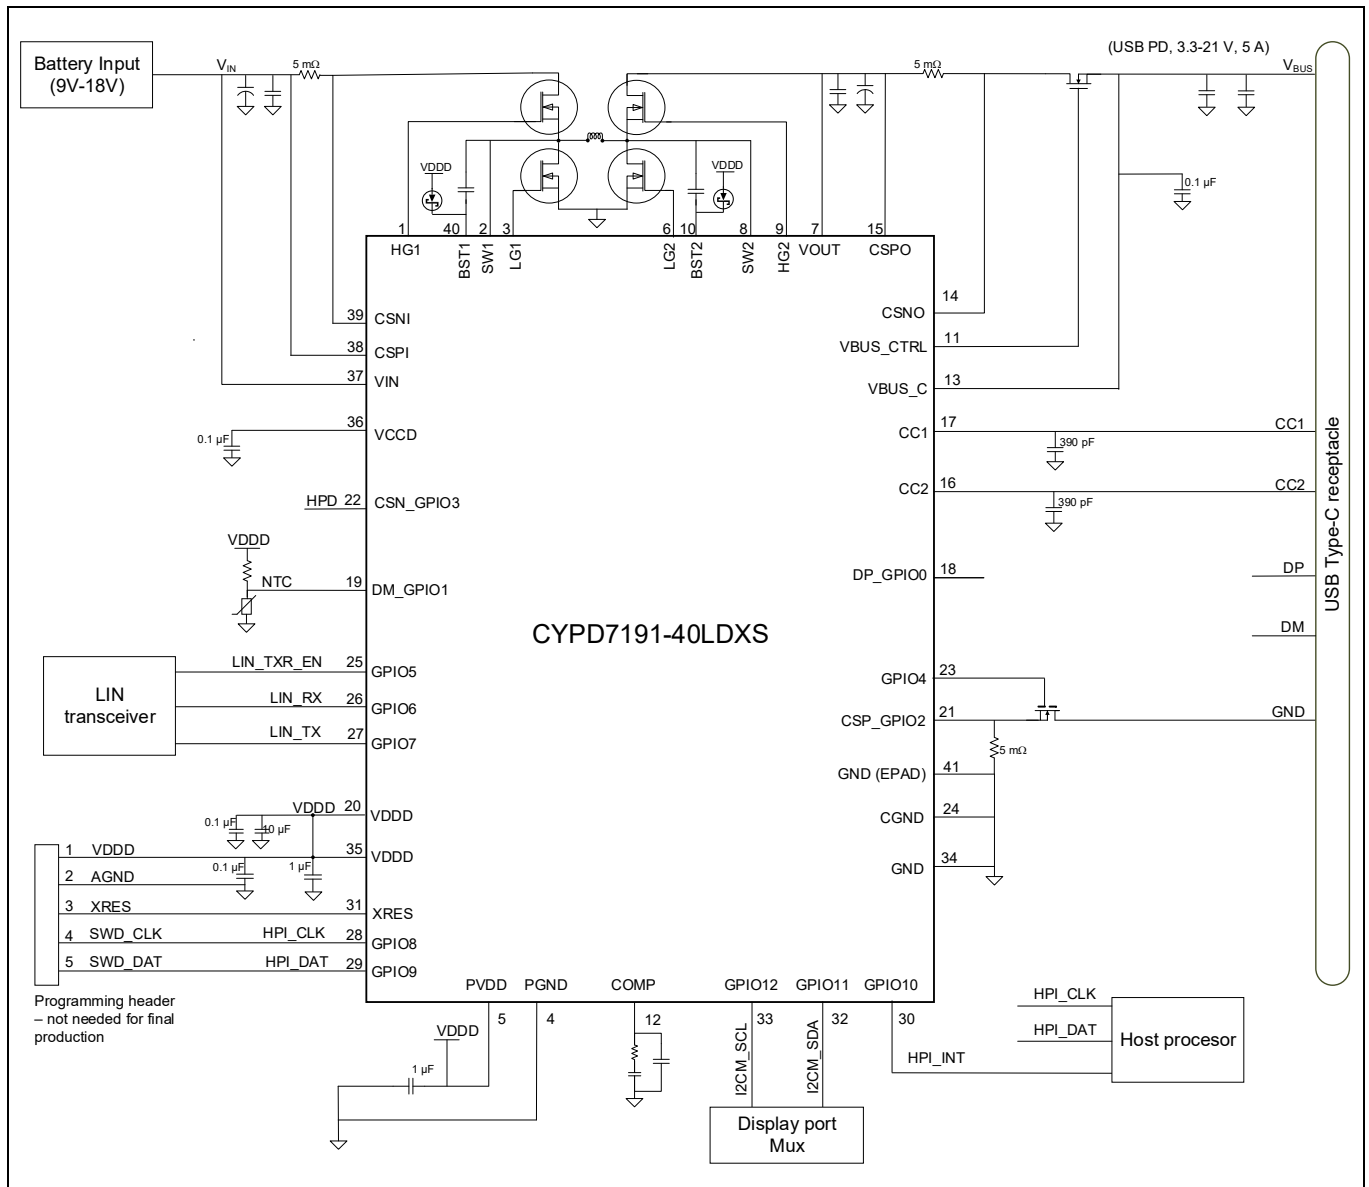 Battery Input
(9V-18V)
VIN
5 mΩ
5 mΩ
(USB PD, 3.3-21 V, 5 A)
VBUS
VDDD
VDDD
0.1 µF
1
40
2
3
6
10
8
9
7
15
HG1
BST1
SW1
LG1
LG2
BST2
SW2
HG2
VOUT
CSPO
39
CSNI
38
CSPI
37
VIN
36
VCCD
0.1 µF
HPD
22
CSN_GPIO3
VDDD
NTC
19
DM_GPIO1
LIN
transceiver
LIN_TXR_EN
25
GPIO5
LIN_RX
26
GPIO6
LIN_TX
27
GPIO7
VDDD
20
VDDD
0.1 µF
10 µF
35
VDDD
0.1 µF
1 µF
1
VDDD
2
AGND
3
XRES
31
XRES
4
SWD_CLK
HPI_CLK
28
GPIO8
5
SWD_DAT
HPI_DAT
29
GPIO9
Programming header
– not needed for final
production
CYPD7191-40LDXS
14
CSNO
VBUS_CTRL
11
VBUS_C
13
CC1
17
CC1
390 pF
CC2
16
CC2
390 pF
DP_GPIO0
18
DP
DM
GPIO4
23
CSP_GPIO2
21
GND
5 mΩ
GND (EPAD)
41
CGND
24
GND
34
USB Type-C receptacle
PVDD
PGND
COMP
GPIO12
GPIO11
GPIO10
5
4
12
33
32
30
VDDD
1 µF
I2CM_SCL
I2CM_SDA
HPI_INT
Display port
Mux
HPI_CLK
HPI_DAT
Host procesor